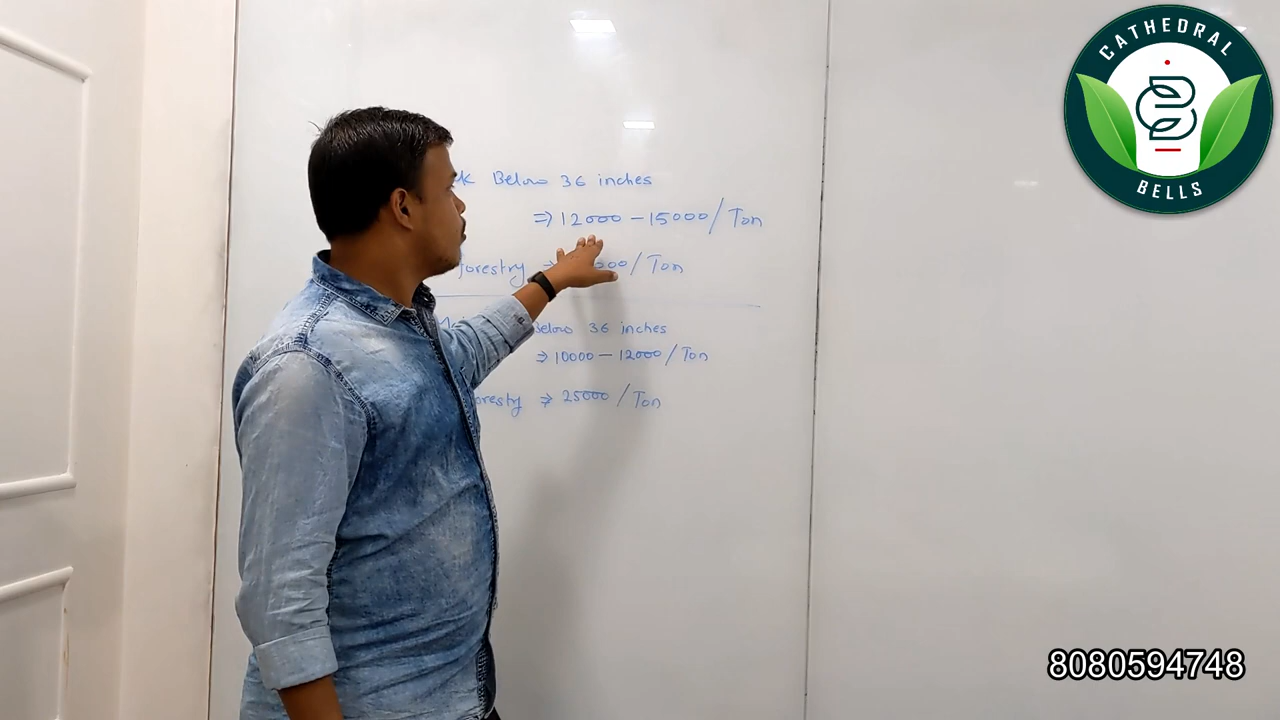 Below 36 inches
⇒ 12000 – 15000 / Ton
forestry ⇒ 000 / Ton
Below 36 inches
⇒ 10000 – 12000 / Ton
oresty ⇒ 25000 / Ton
CATHEDRAL
BELLS
8080594748